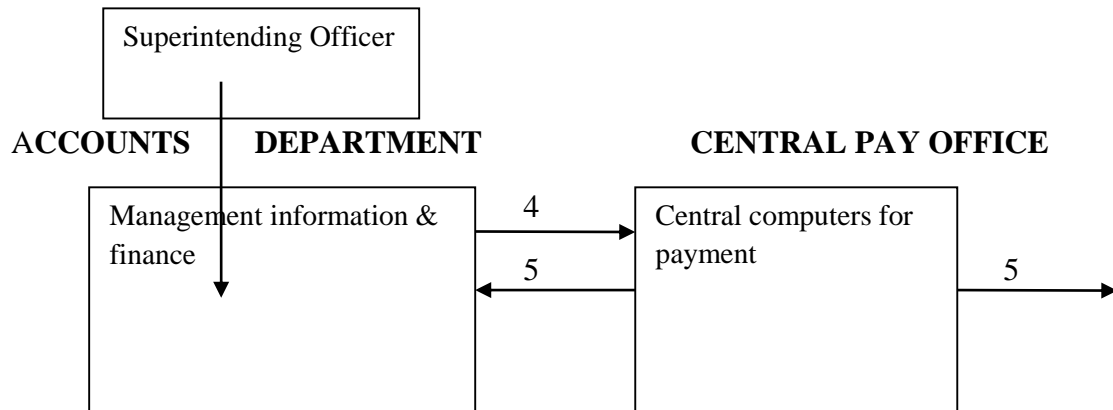 Superintending Officer
ACCOUNTS DEPARTMENT CENTRAL PAY OFFICE
Management information &
finance
4
5
Central computers for
payment
5